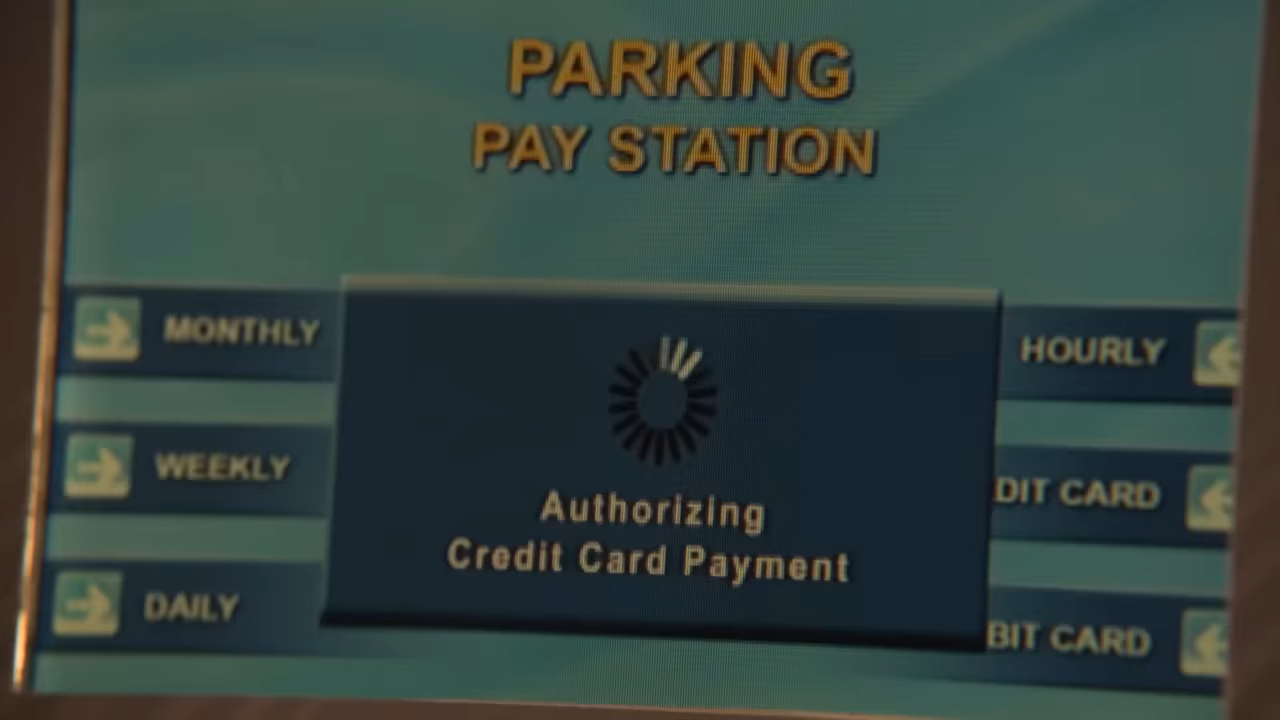 PARKING
PAY STATION
MONTHLY
HOURLY
WEEKLY
DIT CARD
DAILY
BIT CARD
Authorizing
Credit Card Payment